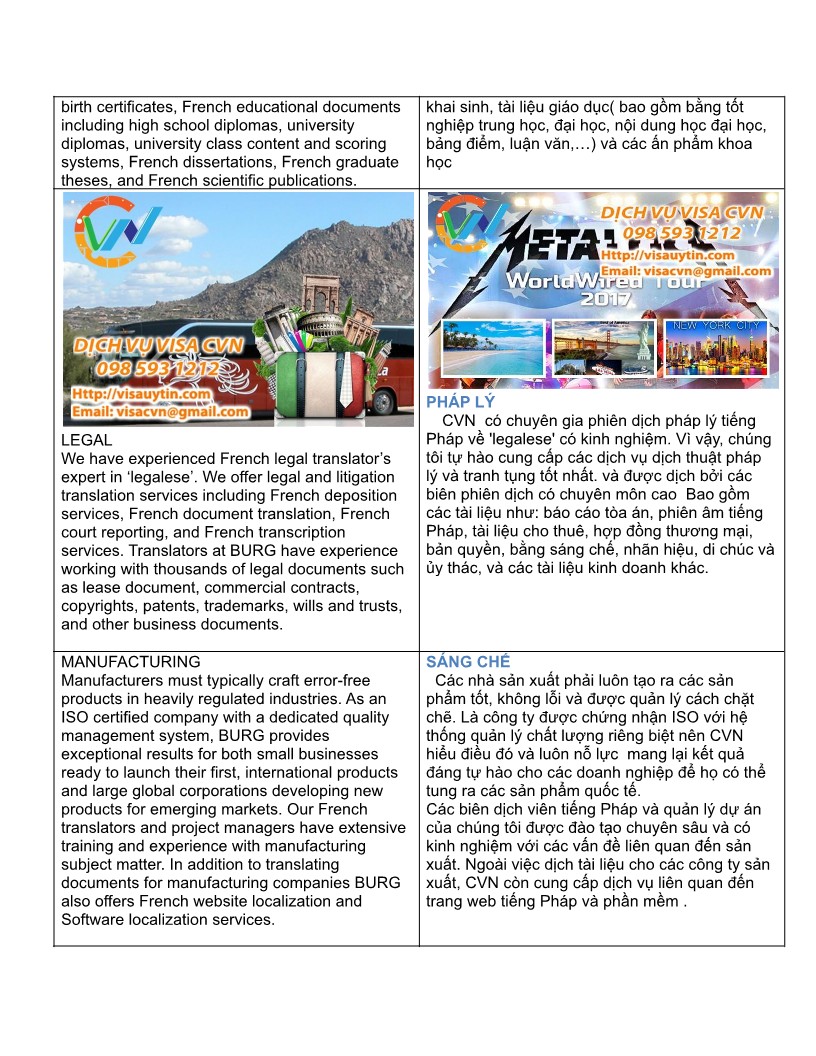 birth certificates, French educational documents
including high school diplomas, university
diplomas, university class content and scoring
systems, French dissertations, French graduate
theses, and French scientific publications.
khai sinh, tài liệu giáo dục( bao gồm bằng tốt
nghiệp trung học, đại học, nội dung học đại học,
bảng điểm, luận văn,…) và các ấn phẩm khoa
học
CVN
DỊCH VỤ VISA CVN
098 593 1212
Http://visauytin.com
Email: visacvn@gmail.com
LEGAL
We have experienced French legal translator’s
expert in ‘legalese’. We offer legal and litigation
translation services including French deposition
services, French document translation, French
court reporting, and French transcription
services. Translators at BURG have experience
working with thousands of legal documents such
as lease document, commercial contracts,
copyrights, patents, trademarks, wills and trusts,
and other business documents.
CVN
DỊCH VỤ VISA CVN
098 593 1212
Http://visauytin.com
Email: visacvn@gmail.com
WorldWired Tour
2017
NEW YORK CITY
PHÁP LÝ
CVN  có chuyên gia phiên dịch pháp lý tiếng
Pháp về 'legalese' có kinh nghiệm. Vì vậy, chúng
tôi tự hào cung cấp các dịch vụ dịch thuật pháp
lý và tranh tụng tốt nhất. và được dịch bởi các
biên phiên dịch có chuyên môn cao  Bao gồm
các tài liệu như: báo cáo tòa án, phiên âm tiếng
Pháp, tài liệu cho thuê, hợp đồng thương mại,
bản quyền, bằng sáng chế, nhãn hiệu, di chúc và
ủy thác, và các tài liệu kinh doanh khác.
MANUFACTURING
Manufacturers must typically craft error-free
products in heavily regulated industries. As an
ISO certified company with a dedicated quality
management system, BURG provides
exceptional results for both small businesses
ready to launch their first, international products
and large global corporations developing new
products for emerging markets. Our French
translators and project managers have extensive
training and experience with manufacturing
subject matter. In addition to translating
documents for manufacturing companies BURG
also offers French website localization and
Software localization services.
SÁNG CHẾ
Các nhà sản xuất phải luôn tạo ra các sản
phẩm tốt, không lỗi và được quản lý cách chặt
chẽ. Là công ty được chứng nhận ISO với hệ
thống quản lý chất lượng riêng biệt nên CVN
hiểu điều đó và luôn nỗ lực  mang lại kết quả
đáng tự hào cho các doanh nghiệp để họ có thể
tung ra các sản phẩm quốc tế.
Các biên dịch viên tiếng Pháp và quản lý dự án
của chúng tôi được đào tạo chuyên sâu và có
kinh nghiệm với các vấn đề liên quan đến sản
xuất. Ngoài việc dịch tài liệu cho các công ty sản
xuất, CVN còn cung cấp dịch vụ liên quan đến
trang web tiếng Pháp và phần mềm .